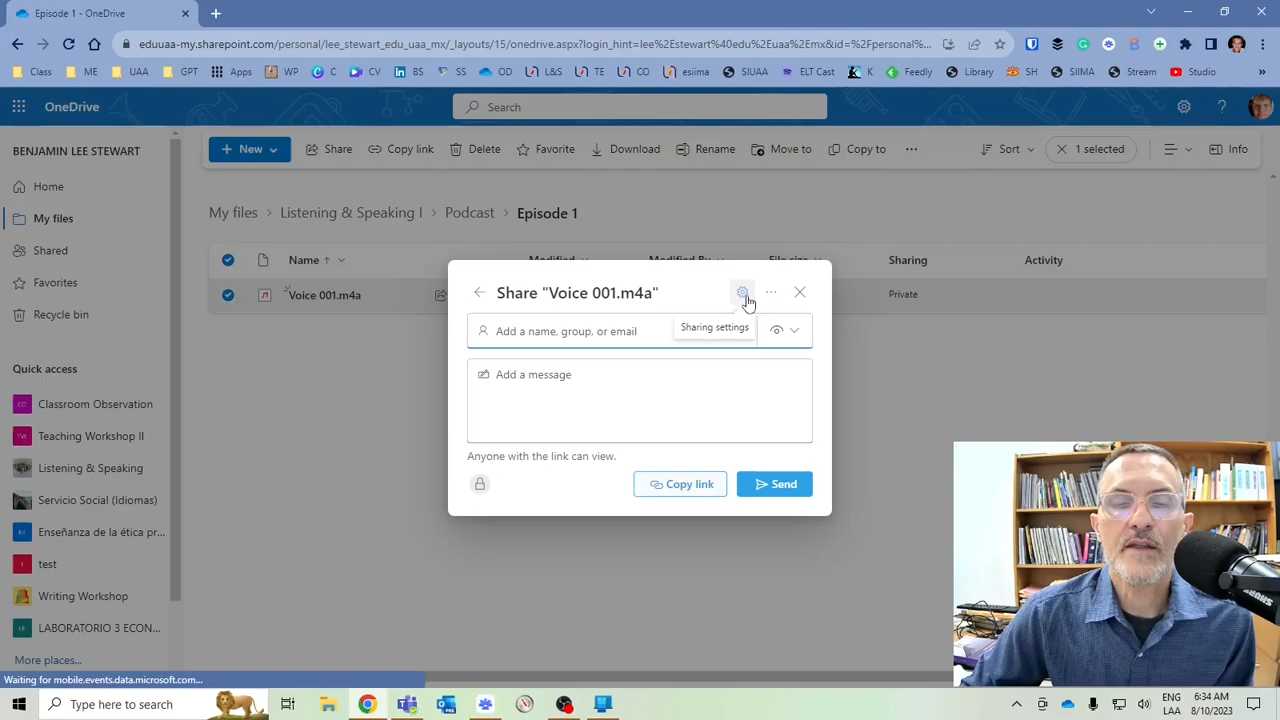 Episode 1 - OneDrive
eduuaa-my.sharepoint.com/personal/lee_stewart_edu_uaa_mx/_layouts/15/onedrive.aspx?login_hint=lee%2Estewart%40edu%2Euaa%2Emx&id=%2Fpersonal%2F...
Class ME UAA GPT Apps WP C CV BS SS OD L&S TE CO esiima SIUAA ELT Cast K Feedly Library SH SIIMA Stream Studio
OneDrive
Search
BENJAMIN LEE STEWART
Home
My files
Shared
Favorites
Recycle bin
Quick access
Classroom Observation
Teaching Workshop II
Listening & Speaking
Servicio Social (Idiomas)
Enseñanza de la ética pr...
test
Writing Workshop
LABORATORIO 3 ECON...
More places...
New Share Copy link Delete Favorite Download Rename Move to Copy to ... Sort 1 selected Info
My files > Listening & Speaking I > Podcast > Episode 1
Name Modified Modified By File size Sharing Activity
Voice 001.m4a Private
Share "Voice 001.m4a"
Sharing settings
Add a name, group, or email
Add a message
Anyone with the link can view.
Copy link Send
SHURE
Waiting for mobile.events.data.microsoft.com...
Type here to search
ENG 6:34 AM
LAA 8/10/2023